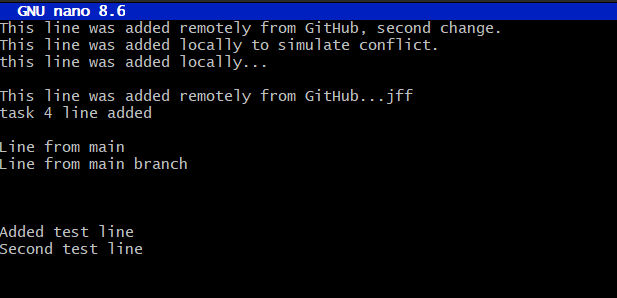 GNU nano 8.6
This line was added remotely from GitHub, second change.
This line was added locally to simulate conflict.
this line was added locally...
This line was added remotely from GitHub...jff
task 4 line added
Line from main
Line from main branch
Added test line
Second test line